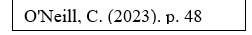 O'Neill, C. (2023). p. 48